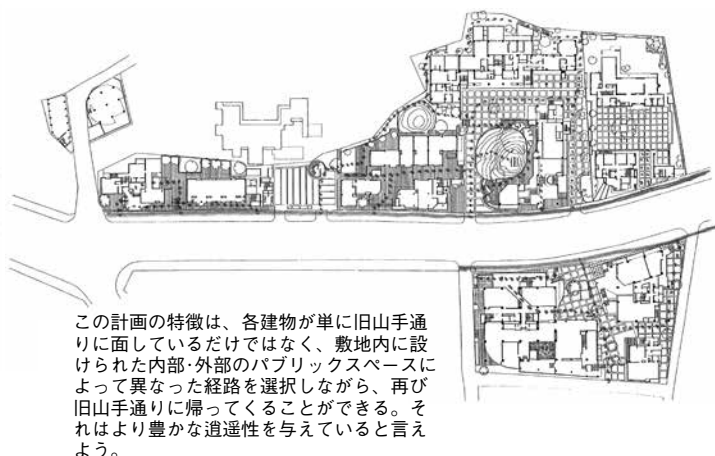 この計画の特徴は、各建物が単に旧山手通
りに面しているだけではなく、敷地内に設
けられた内部・外部のパブリックスペースに
よって異なった経路を選択しながら、再び
旧山手通りに帰ってくることができる。そ
れはより豊かな逍遥性を与えていると言え
よう。